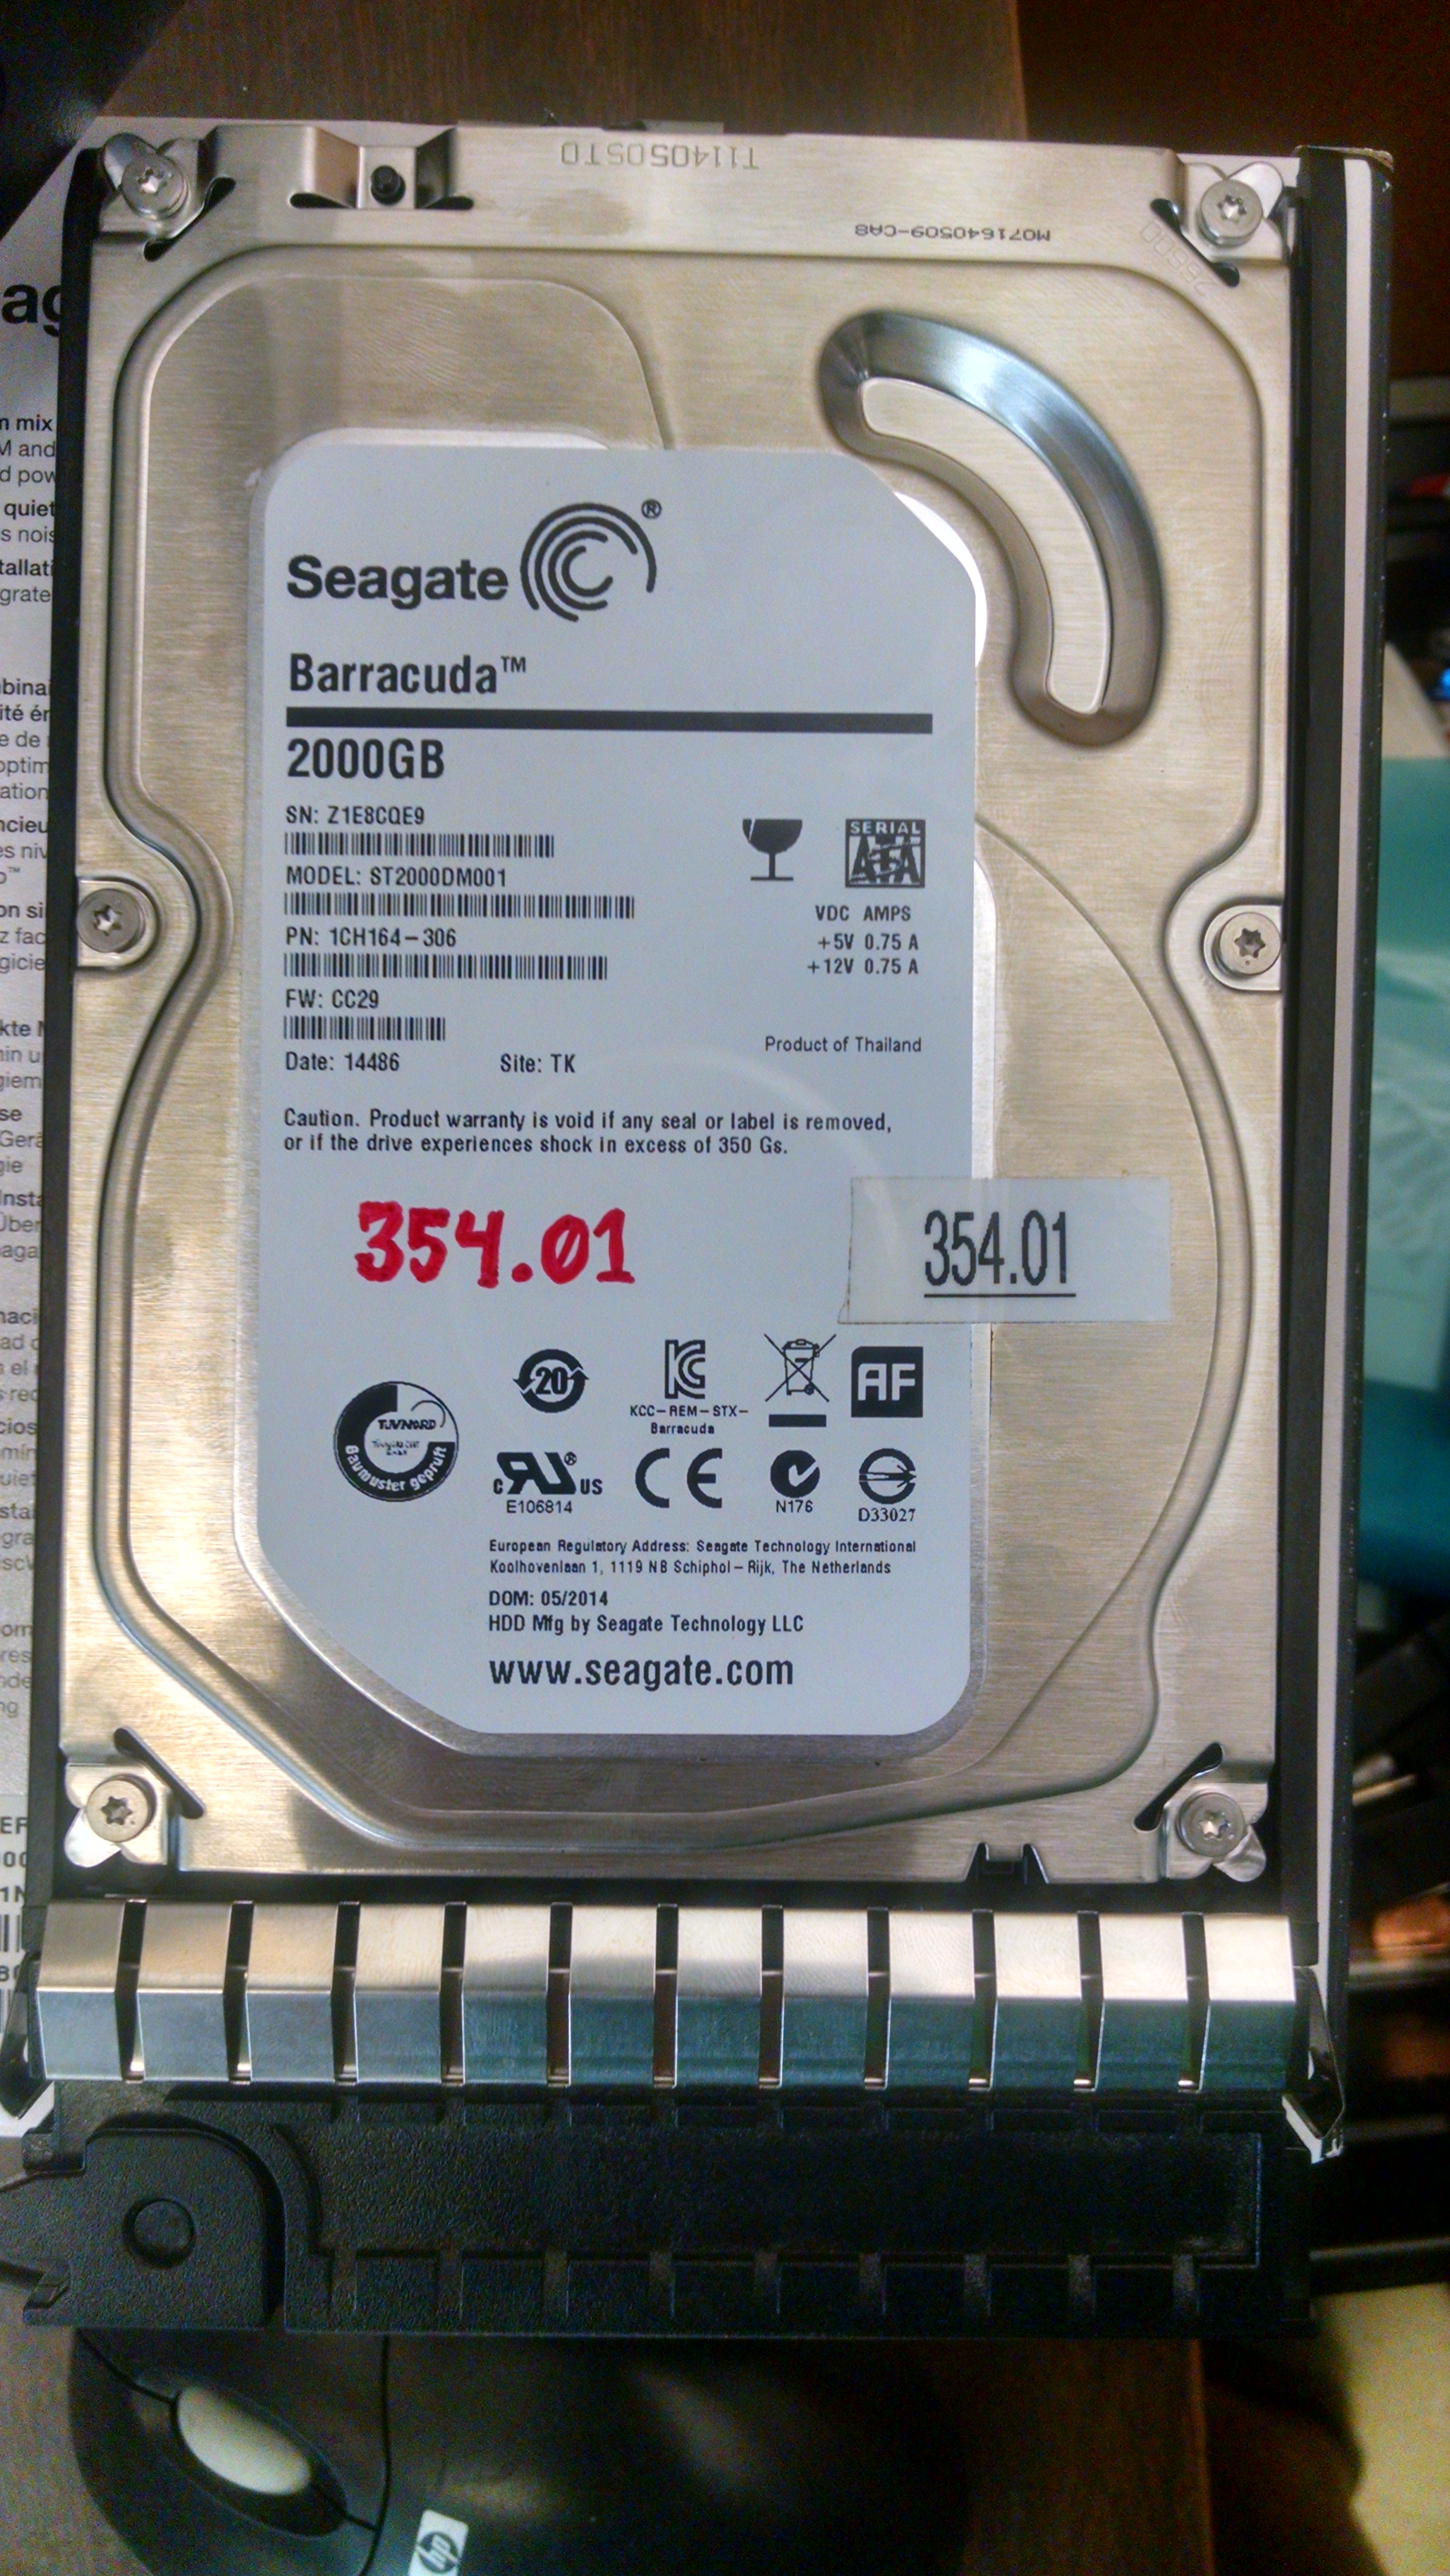 T11405OSTO
M071640509-CA8
Seagate ®
Barracuda™
2000GB
SN: Z1E8CQE9
MODEL: ST2000DM001
PN: 1CH164-306
FW: CC29
Date: 14486 Site: TK
SERIAL
ATA
VDC AMPS
+5V 0.75 A
+12V 0.75 A
Product of Thailand
Caution. Product warranty is void if any seal or label is removed,
or if the drive experiences shock in excess of 350 Gs.
354.01
354.01
TÜV NORD
Baumuster geprüft
20
KCC-REM-STX-
Barracuda
AF
c US ®
E106814
CE
N176
D33027
European Regulatory Address: Seagate Technology International
Koolhovenlaan 1, 1119 NB Schiphol - Rijk, The Netherlands
DOM: 05/2014
HDD Mfg by Seagate Technology LLC
www.seagate.com
hp